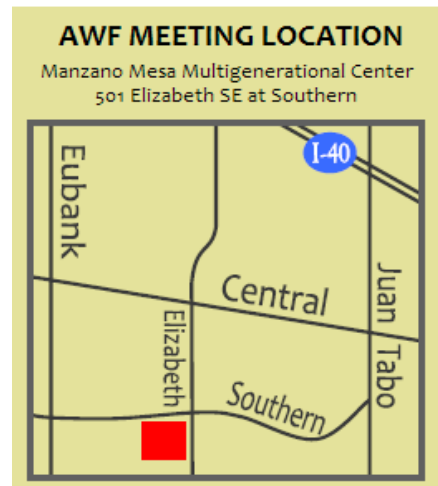 AWF MEETING LOCATION
Manzano Mesa Multigenerational Center
501 Elizabeth SE at Southern
I-40
Eubank
Juan Tabo
Central
Elizabeth
Southern